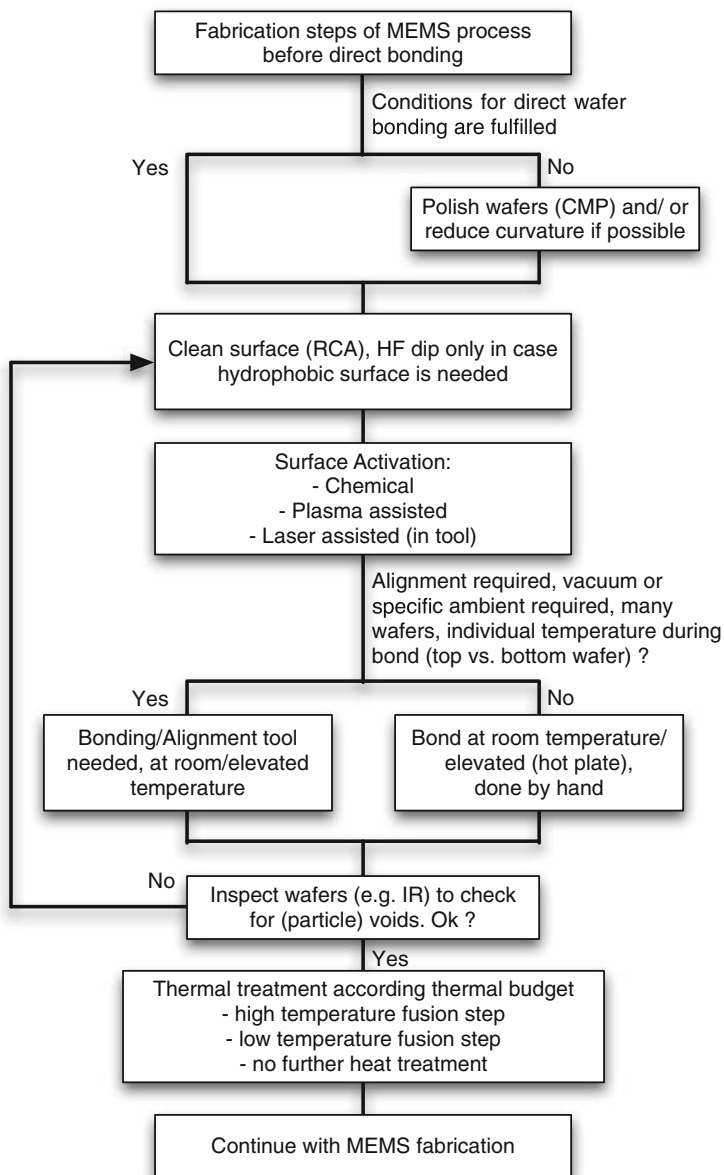 Fabrication steps of MEMS process
before direct bonding
Conditions for direct wafer
bonding are fulfilled
Yes
No
Polish wafers (CMP) and/ or
reduce curvature if possible
Clean surface (RCA), HF dip only in case
hydrophobic surface is needed
Surface Activation:
- Chemical
- Plasma assisted
- Laser assisted (in tool)
Alignment required, vacuum or
specific ambient required, many
wafers, individual temperature during
bond (top vs. bottom wafer) ?
Yes
No
Bonding/Alignment tool
needed, at room/elevated
temperature
Bond at room temperature/
elevated (hot plate),
done by hand
No
Inspect wafers (e.g. IR) to check
for (particle) voids. Ok ?
Yes
Thermal treatment according thermal budget
- high temperature fusion step
- low temperature fusion step
- no further heat treatment
Continue with MEMS fabrication